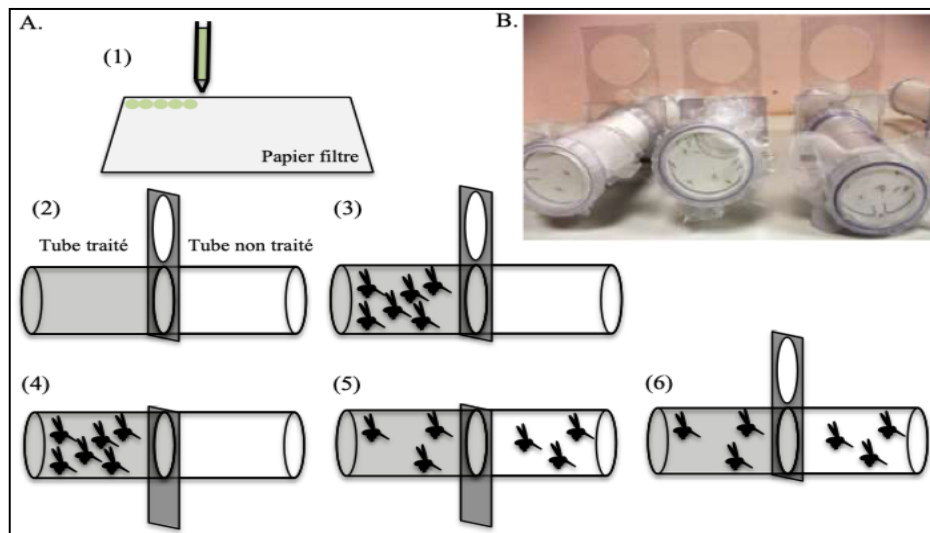 A.
B.
(1)
Papier filtre
(2)
(3)
Tube traité
Tube non traité
(4)
(5)
(6)